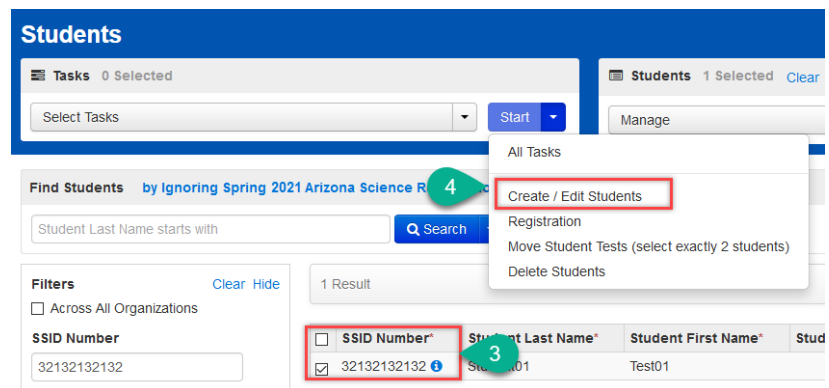 Students
Tasks 0 Selected
Students 1 Selected Clear
Select Tasks
Start
Manage
All Tasks
Create / Edit Students
Registration
Move Student Tests (select exactly 2 students)
Delete Students
4
Find Students by Ignoring Spring 2021 Arizona Science
Student Last Name starts with
Search
Filters Clear Hide
Across All Organizations
SSID Number
32132132132
1 Result
SSID Number* Student Last Name* Student First Name*
3
32132132132 Test01